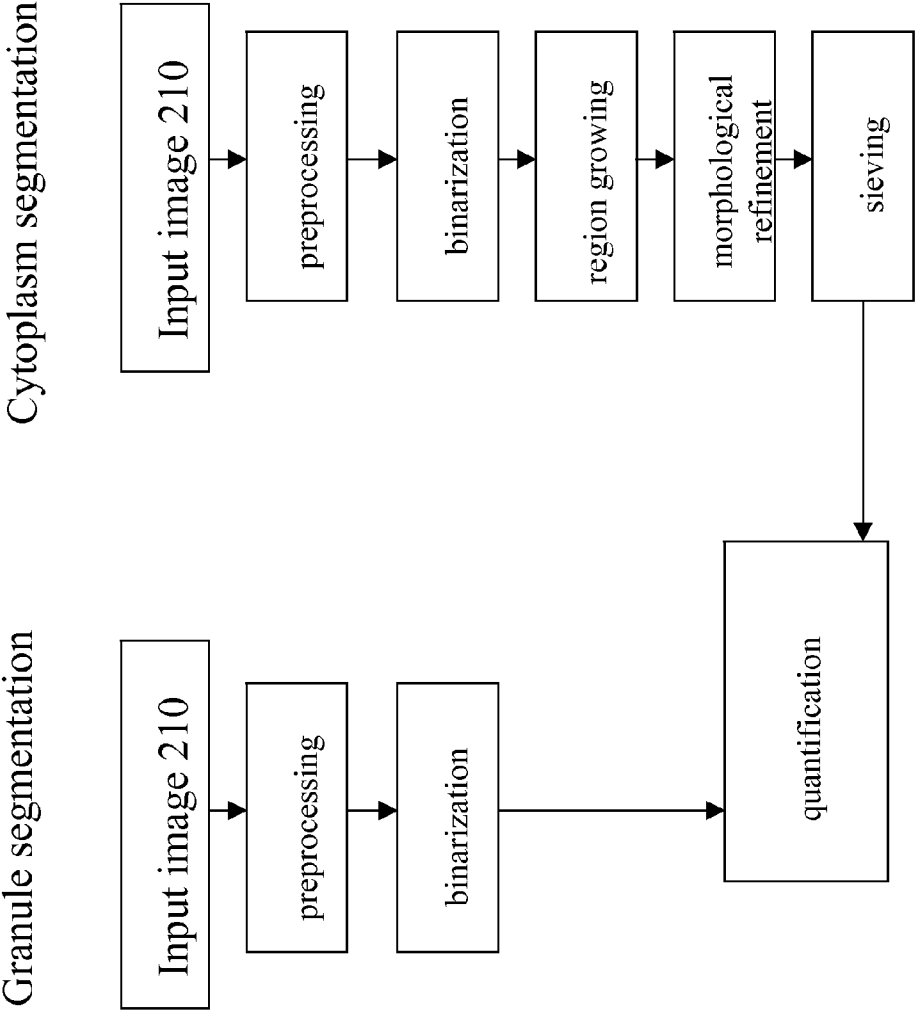 Granule segmentation
Input image 210
preprocessing
binarization
quantification
Cytoplasm segmentation
Input image 210
preprocessing
binarization
region growing
morphological
refinement
sieving